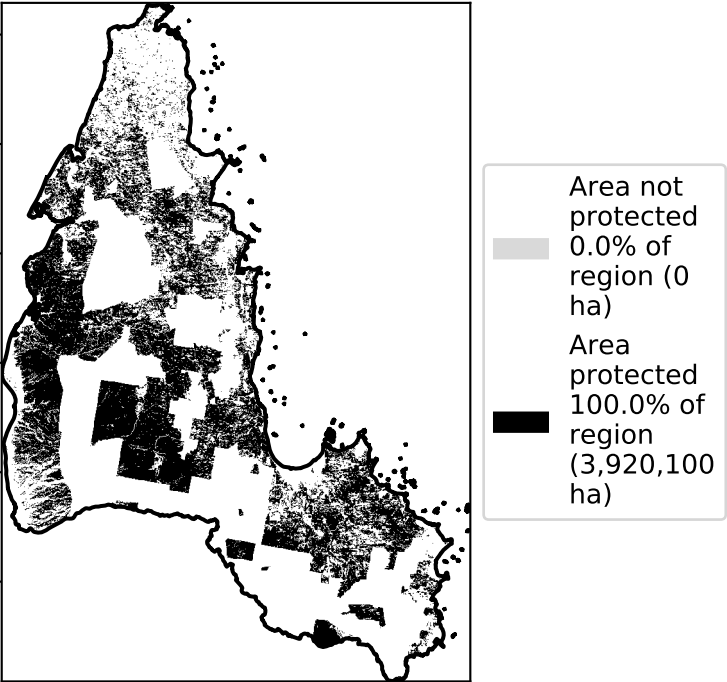 Area not
protected
0.0% of
region (0
ha)
Area
protected
100.0% of
region
(3,920,100
ha)